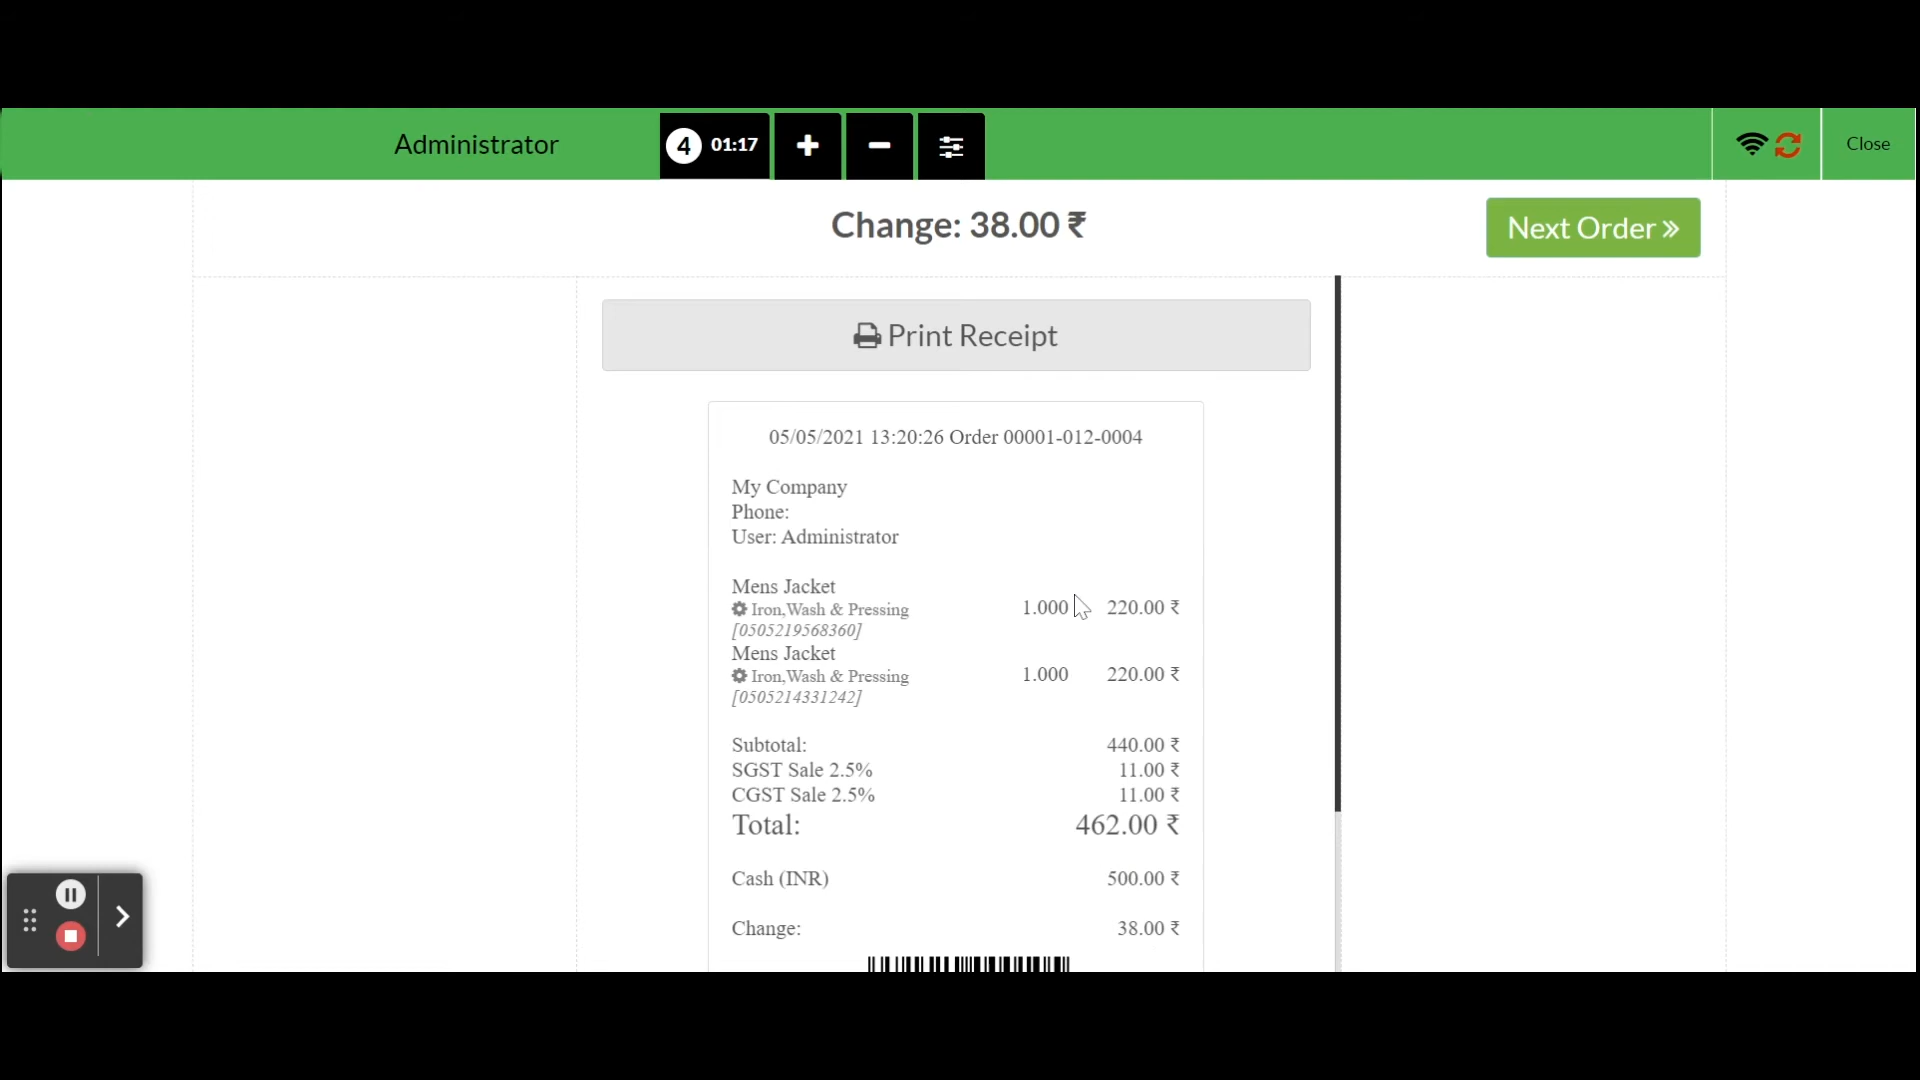 Administrator
4 01:17
Close
Change: 38.00 ₹
Next Order
Print Receipt
05/05/2021 13:20:26 Order 00001-012-0004
My Company
Phone:
User: Administrator
Mens Jacket
Iron,Wash & Pressing 1.000 220.00 ₹
[0505219568360]
Mens Jacket
Iron,Wash & Pressing 1.000 220.00 ₹
[0505214331242]
Subtotal: 440.00 ₹
SGST Sale 2.5% 11.00 ₹
CGST Sale 2.5% 11.00 ₹
Total: 462.00 ₹
Cash (INR) 500.00 ₹
Change: 38.00 ₹